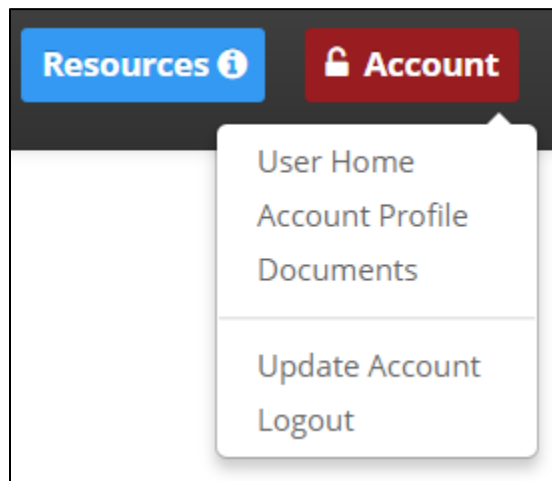 Resources Account
User Home
Account Profile
Documents
Update Account
Logout